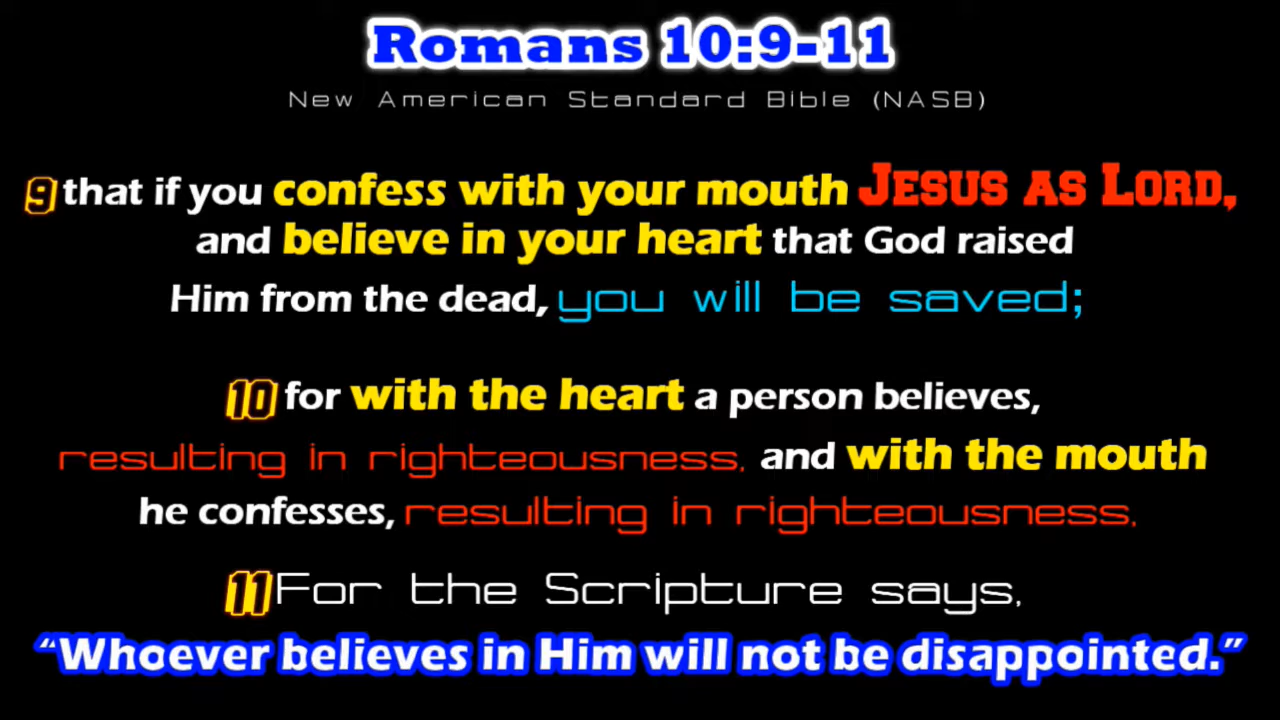 Romans 10:9-11
New American Standard Bible (NASB)
9 that if you confess with your mouth Jesus as Lord,
and believe in your heart that God raised
Him from the dead, you will be saved;
10 for with the heart a person believes,
resulting in righteousness, and with the mouth
he confesses, resulting in righteousness,
11 For the Scripture says,
“Whoever believes in Him will not be disappointed.”